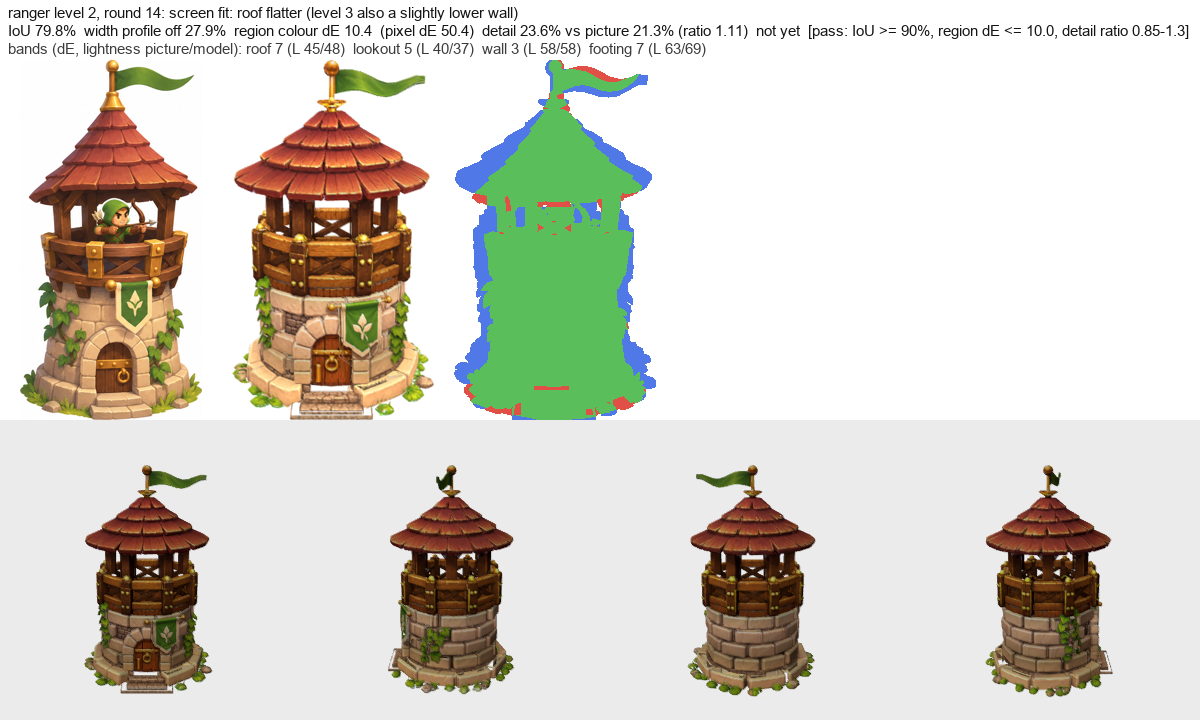 ranger level 2, round 14: screen fit: roof flatter (level 3 also a slightly lower wall)
IoU 79.8%  width profile off 27.9%  region colour dE 10.4  (pixel dE 50.4)  detail 23.6% vs picture 21.3% (ratio 1.11)  not yet  [pass: IoU >= 90%, region dE <= 10.0, detail ratio 0.85-1.3]
bands (dE, lightness picture/model): roof 7 (L 45/48)  lookout 5 (L 40/37)  wall 3 (L 58/58)  footing 7 (L 63/69)